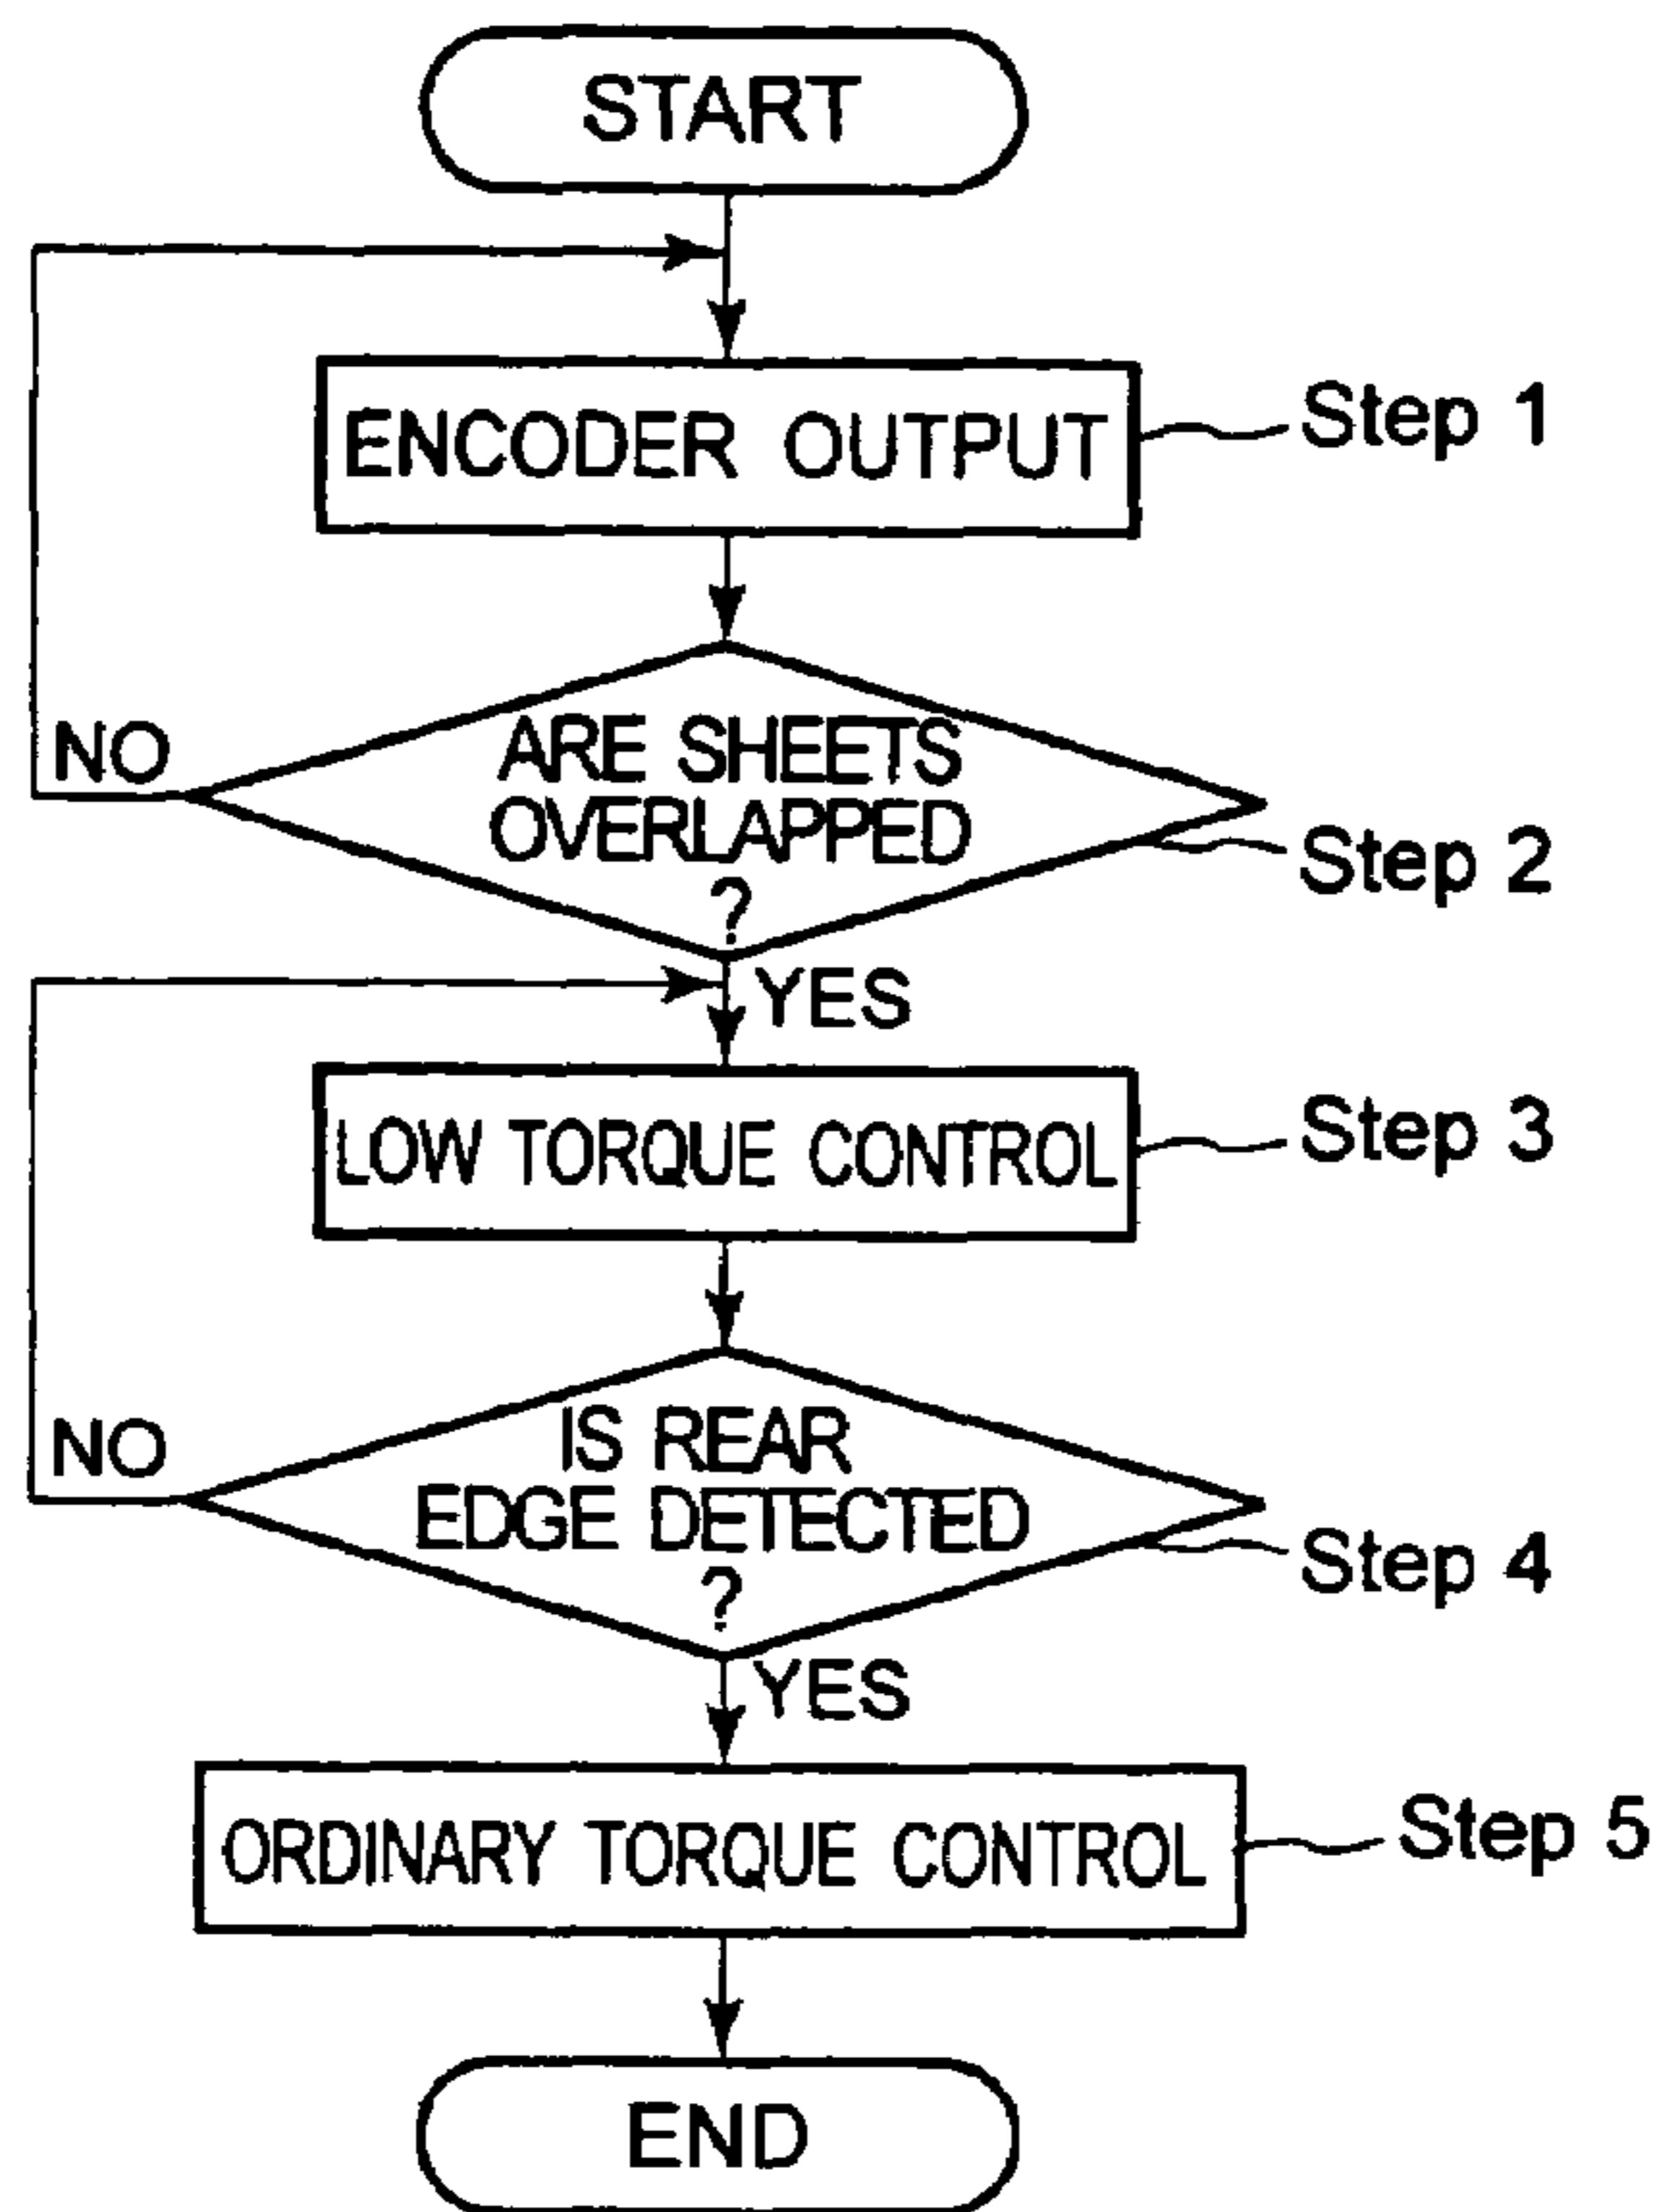 START
ENCODER OUTPUT
Step 1
ARE SHEETS
OVERLAPPED
?
NO
Step 2
YES
LOW TORQUE CONTROL
Step 3
IS REAR
EDGE DETECTED
?
NO
Step 4
YES
ORDINARY TORQUE CONTROL
Step 5
END